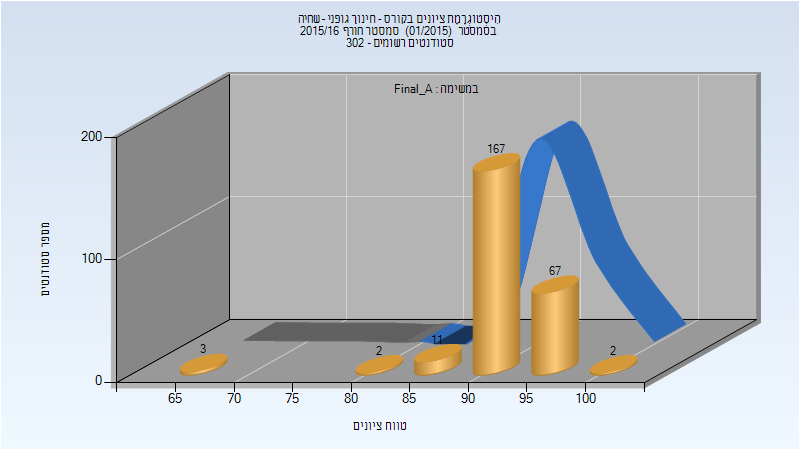 היסטוגרמת ציונים בקורס - חינוך גופני - שחיה
בסמסטר (01/2015) סמסטר חורף 2015/16
סטודנטים רשומים - 302
במשימה : Final_A
מספר סטודנטים
200
100
0
3
2
11
167
67
2
65 70 75 80 85 90 95 100
טווח ציונים